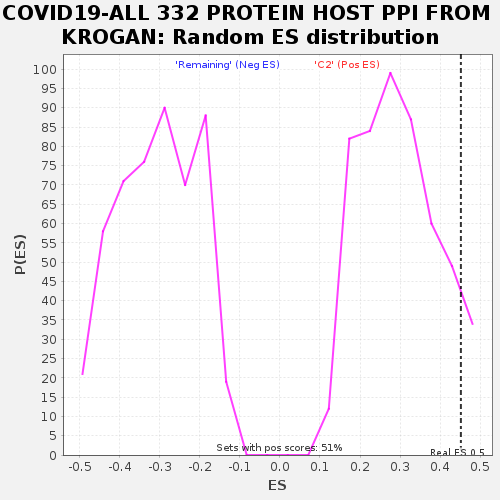 COVID19-ALL 332 PROTEIN HOST PPI FROM
KROGAN: Random ES distribution
'Remaining' (Neg ES) 'C2' (Pos ES)
100
95
90
85
80
75
70
65
60
55
50
45
40
35
30
25
20
15
10
5
0
P(ES)
Sets with pos scores: 51%
Real ES 0.5
-0.5 -0.4 -0.3 -0.2 -0.1 0.0 0.1 0.2 0.3 0.4 0.5
ES